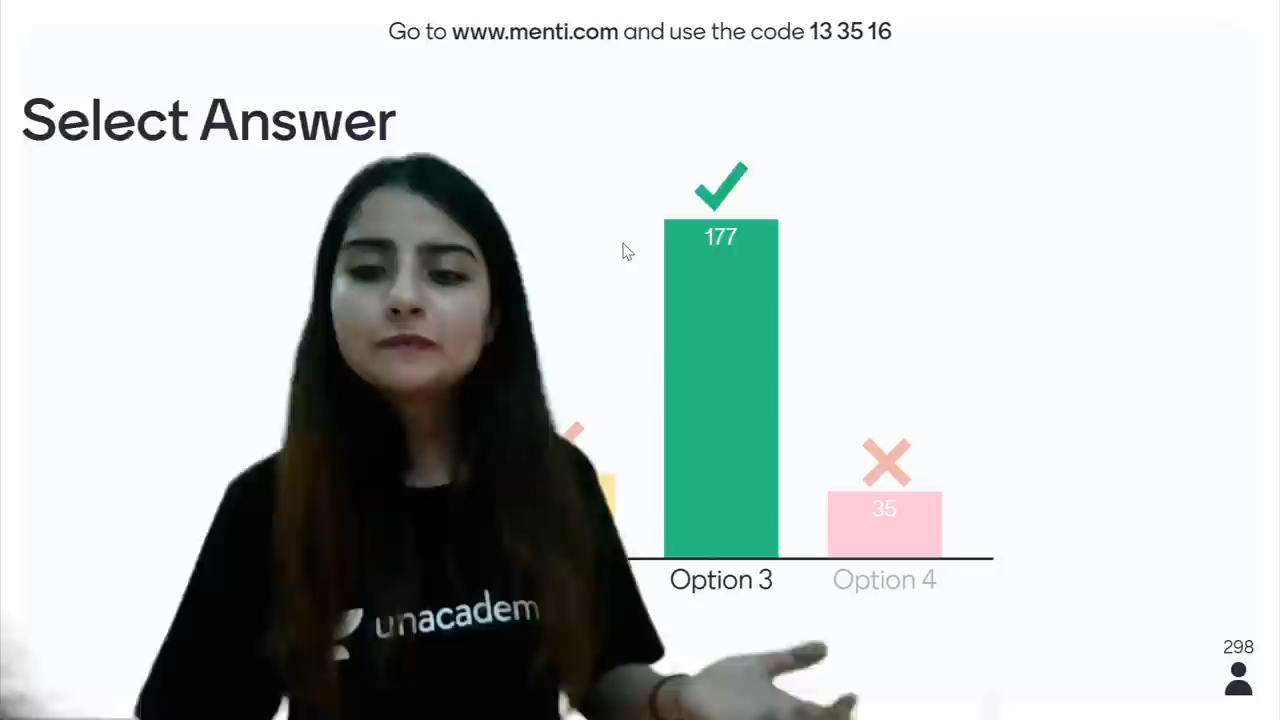 Go to www.menti.com and use the code 13 35 16
Select Answer
177
35
Option 3
Option 4
unacadem
298